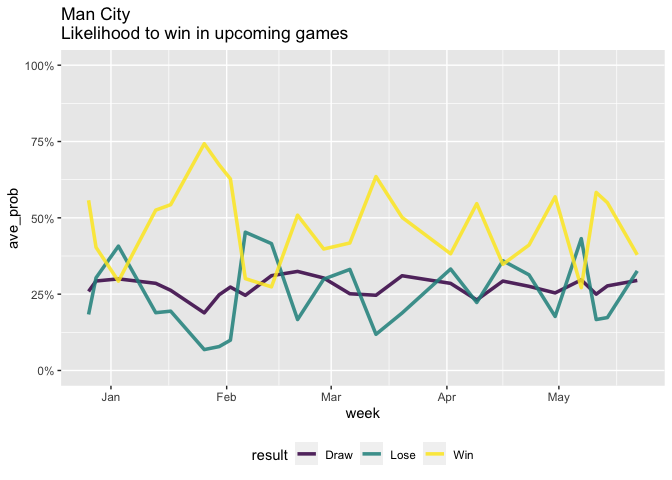 Man City
Likelihood to win in upcoming games
100%
75%
50%
25%
0%
ave_prob
Jan Feb Mar Apr May
week
result Draw Lose Win